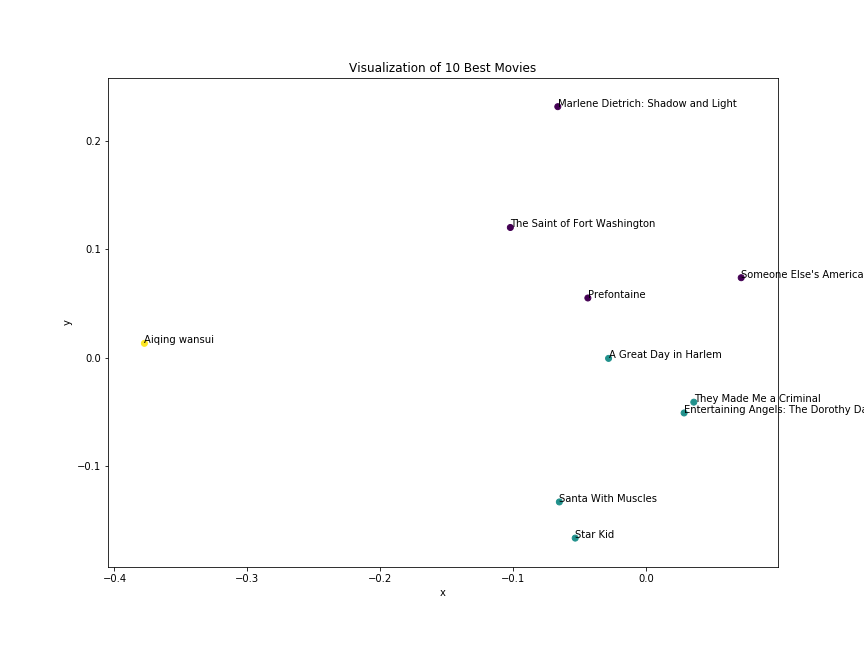 Visualization of 10 Best Movies
Marlene Dietrich: Shadow and Light
0.2
The Saint of Fort Washington
0.1
Someone Else's America
Prefontaine
y
Aiqing wansui
0.0
A Great Day in Harlem
They Made Me a Criminal
Entertaining Angels: The Dorothy Da
−0.1
Santa With Muscles
Star Kid
−0.4 −0.3 −0.2 −0.1 0.0
x